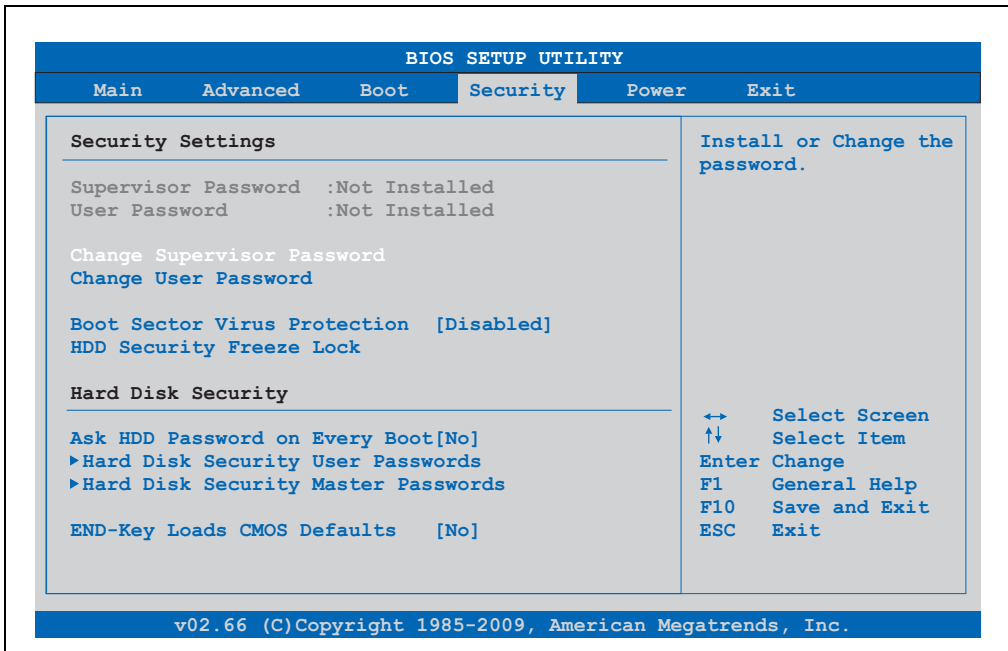 BIOS SETUP UTILITY
Main Advanced Boot Security Power Exit
Security Settings
Supervisor Password :Not Installed
User Password :Not Installed
Change Supervisor Password
Change User Password
Boot Sector Virus Protection [Disabled]
HDD Security Freeze Lock
Hard Disk Security
Ask HDD Password on Every Boot[No]
▶Hard Disk Security User Passwords
▶Hard Disk Security Master Passwords
END-Key Loads CMOS Defaults [No]
Install or Change the
password.
↔ Select Screen
↑↓ Select Item
Enter Change
F1 General Help
F10 Save and Exit
ESC Exit
v02.66 (C)Copyright 1985-2009, American Megatrends, Inc.